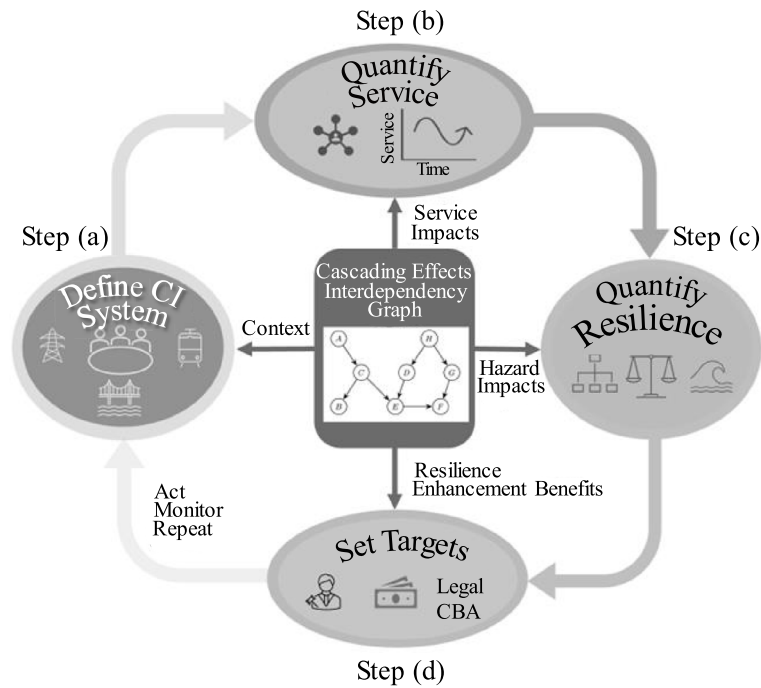 Step (b)
Quantify
Service
Service
Time
Step (a)
Service
Impacts
Step (c)
Define CI
System
Cascading Effects
Interdependency
Graph
Quantify
Resilience
Context
A
H
C
D
G
B
E
F
Hazard
Impacts
Resilience
Enhancement Benefits
Act
Monitor
Repeat
Set Targets
Legal
CBA
Step (d)